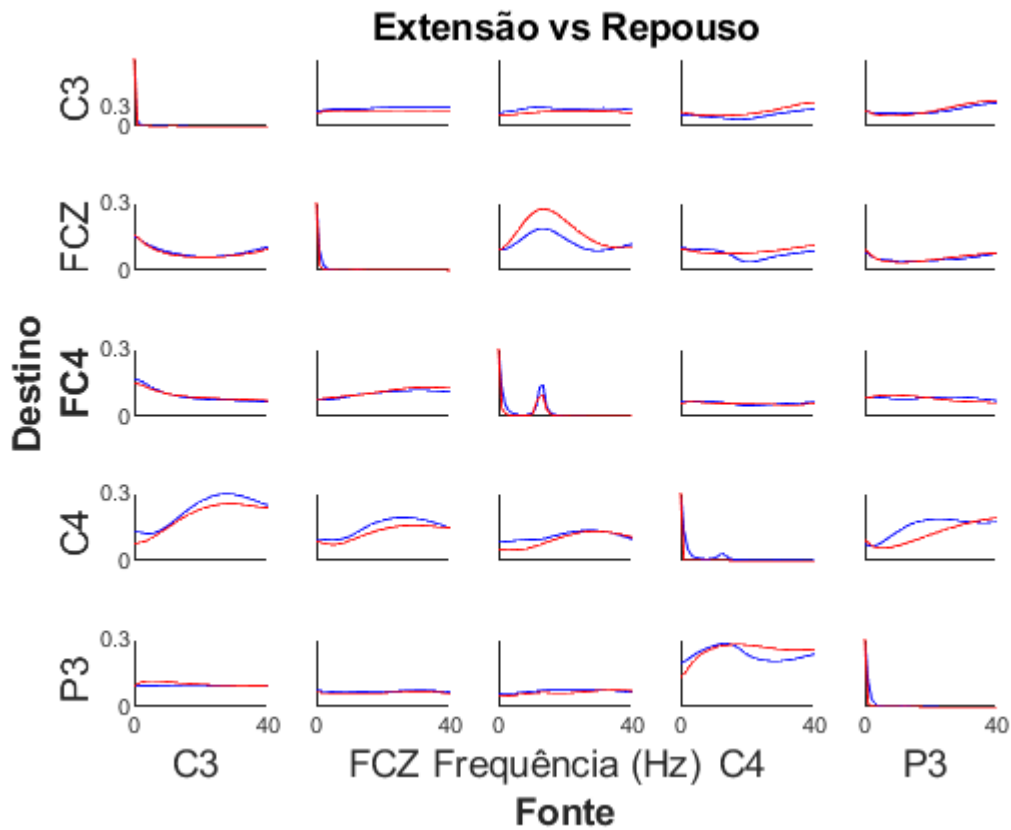 Extensão vs Repouso
C3
0.3
0
FCZ
0.3
0
Destino
FC4
0.3
0
C4
0.3
0
P3
0.3
0
0 40 0 40 0 40 0 40 0 40
C3 FCZ Frequência (Hz) C4 P3
Fonte